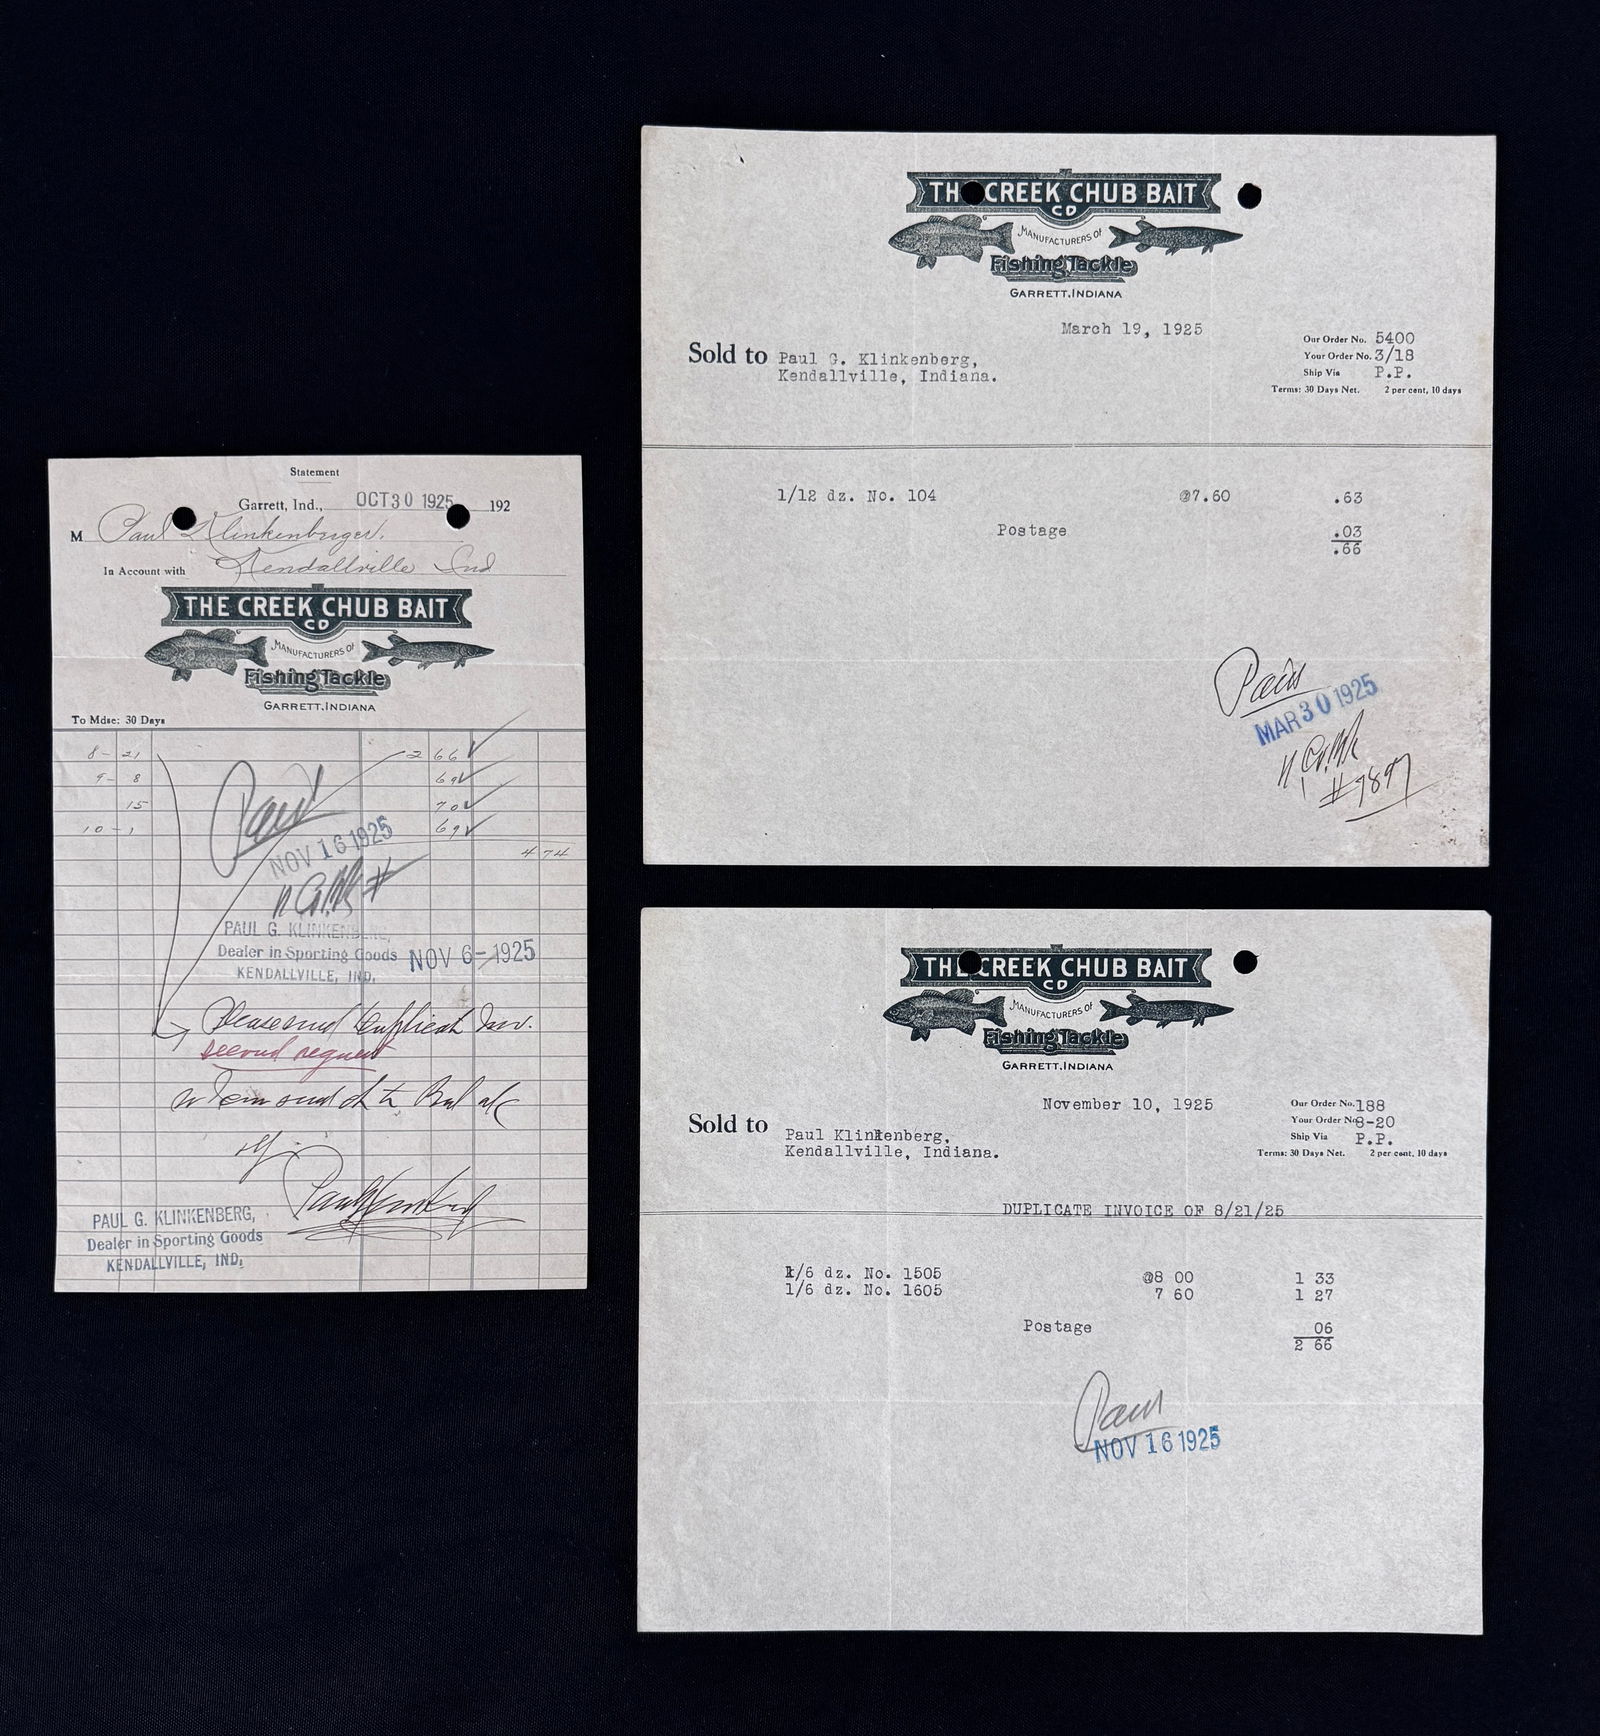 Statement
Garrett, Ind., OCT 30 1925 192
M Paul Klinkenberger.
In Account with Kendallville Ind
THE CREEK CHUB BAIT
CO
MANUFACTURERS OF
Fishing Tackle
GARRETT, INDIANA
To Mdse: 30 Days
8-21 2 66
9-8 69
15 70
10-1 69
4 74
Paid
NOV 16 1925
PAUL G. KLINKENBERG,
Dealer in Sporting Goods
KENDALLVILLE, IND.
NOV 6-1925
Please send Duplicate Inv.
second request
PAUL G. KLINKENBERG,
Dealer in Sporting Goods
KENDALLVILLE, IND.
THE CREEK CHUB BAIT
CO
MANUFACTURERS OF
Fishing Tackle
GARRETT, INDIANA
March 19, 1925
Sold to Paul G. Klinkenberg,
Kendallville, Indiana.
Our Order No. 5400
Your Order No. 3/18
Ship Via P.P.
Terms: 30 Days Net. 2 per cent, 10 days
1/12 dz. No. 104 @7.60 .63
Postage .03
.66
Paid
MAR 30 1925
#9897
THE CREEK CHUB BAIT
CO
MANUFACTURERS OF
Fishing Tackle
GARRETT, INDIANA
November 10, 1925
Sold to Paul Klinkenberg,
Kendallville, Indiana.
Our Order No. 188
Your Order No. 8-20
Ship Via P.P.
Terms: 30 Days Net. 2 per cent, 10 days
DUPLICATE INVOICE OF 8/21/25
1/6 dz. No. 1505 @8 00 1 33
1/6 dz. No. 1605 7 60 1 27
Postage 06
2 66
Paid
NOV 16 1925